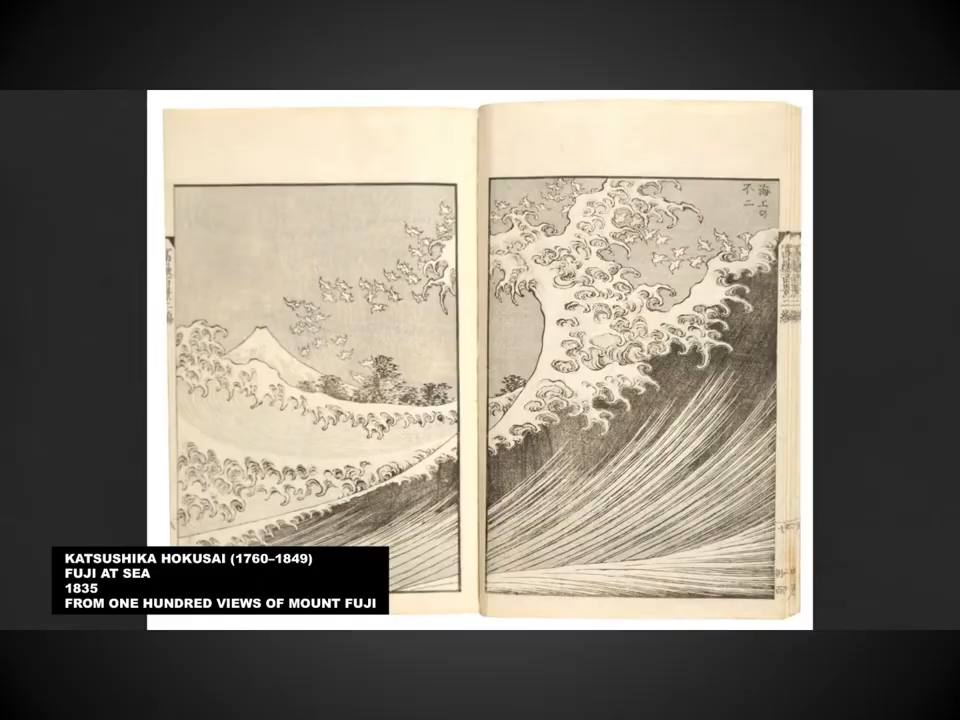 海上の
不二
KATSUSHIKA HOKUSAI (1760–1849)
FUJI AT SEA
1835
FROM ONE HUNDRED VIEWS OF MOUNT FUJI